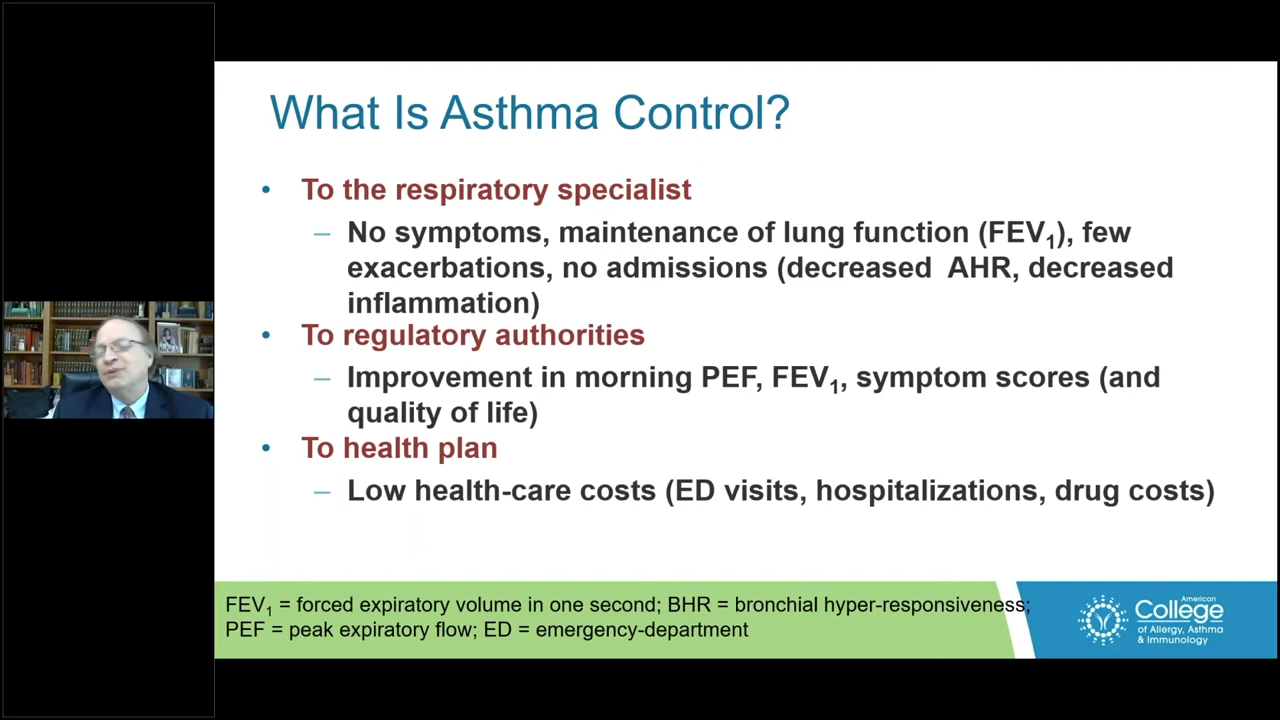 What Is Asthma Control?
• To the respiratory specialist
– No symptoms, maintenance of lung function (FEV1), few
exacerbations, no admissions (decreased AHR, decreased
inflammation)
• To regulatory authorities
– Improvement in morning PEF, FEV1, symptom scores (and
quality of life)
• To health plan
– Low health-care costs (ED visits, hospitalizations, drug costs)
FEV1 = forced expiratory volume in one second; BHR = bronchial hyper-responsiveness;
PEF = peak expiratory flow; ED = emergency-department
American
College
of Allergy, Asthma
& Immunology